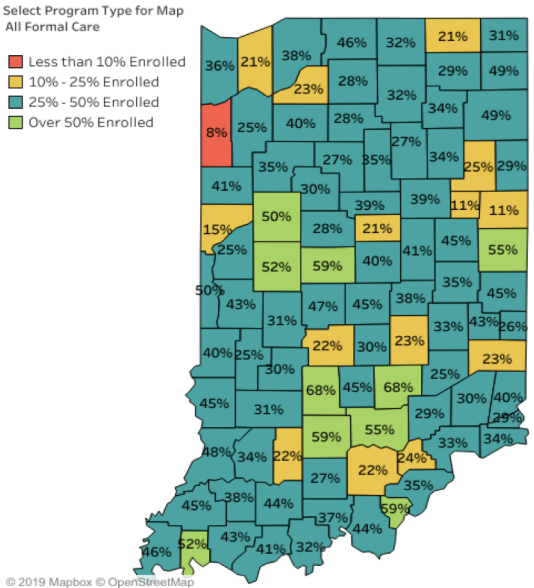 Select Program Type for Map
All Formal Care
Less than 10% Enrolled
10% - 25% Enrolled
25% - 50% Enrolled
Over 50% Enrolled
36% 21% 38% 46% 32% 21% 31%
23% 28% 29% 49%
32%
8% 25% 40% 28% 34% 49%
27%
35% 27% 35% 34% 25% 29%
41% 30%
39% 39% 11% 11%
15% 50% 28% 21%
25% 41% 45% 55%
52% 59% 40%
50% 35% 45%
43% 31% 47% 45% 38%
33% 43% 26%
40% 25% 22% 30% 23% 23%
30% 25%
45% 68% 45% 68% 30% 40%
31% 29% 29%
59% 55% 33% 34%
48% 34% 22% 22% 24%
27% 35%
45% 38% 44% 59%
37% 44%
46% 52% 43% 41% 32%
© 2019 Mapbox © OpenStreetMap